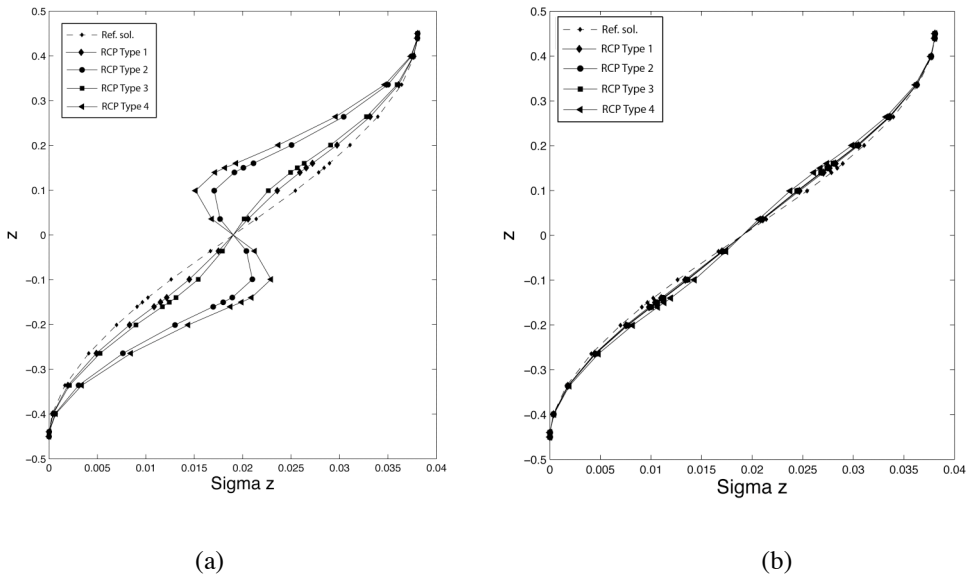 0.5
0.4
0.3
0.2
0.1
0
−0.1
−0.2
−0.3
−0.4
−0.5
z
0 0.005 0.01 0.015 0.02 0.025 0.03 0.035 0.04
Sigma z
Ref. sol.
RCP Type 1
RCP Type 2
RCP Type 3
RCP Type 4
(a)
0.5
0.4
0.3
0.2
0.1
0
−0.1
−0.2
−0.3
−0.4
−0.5
z
0 0.005 0.01 0.015 0.02 0.025 0.03 0.035 0.04
Sigma z
Ref. sol.
RCP Type 1
RCP Type 2
RCP Type 3
RCP Type 4
(b)